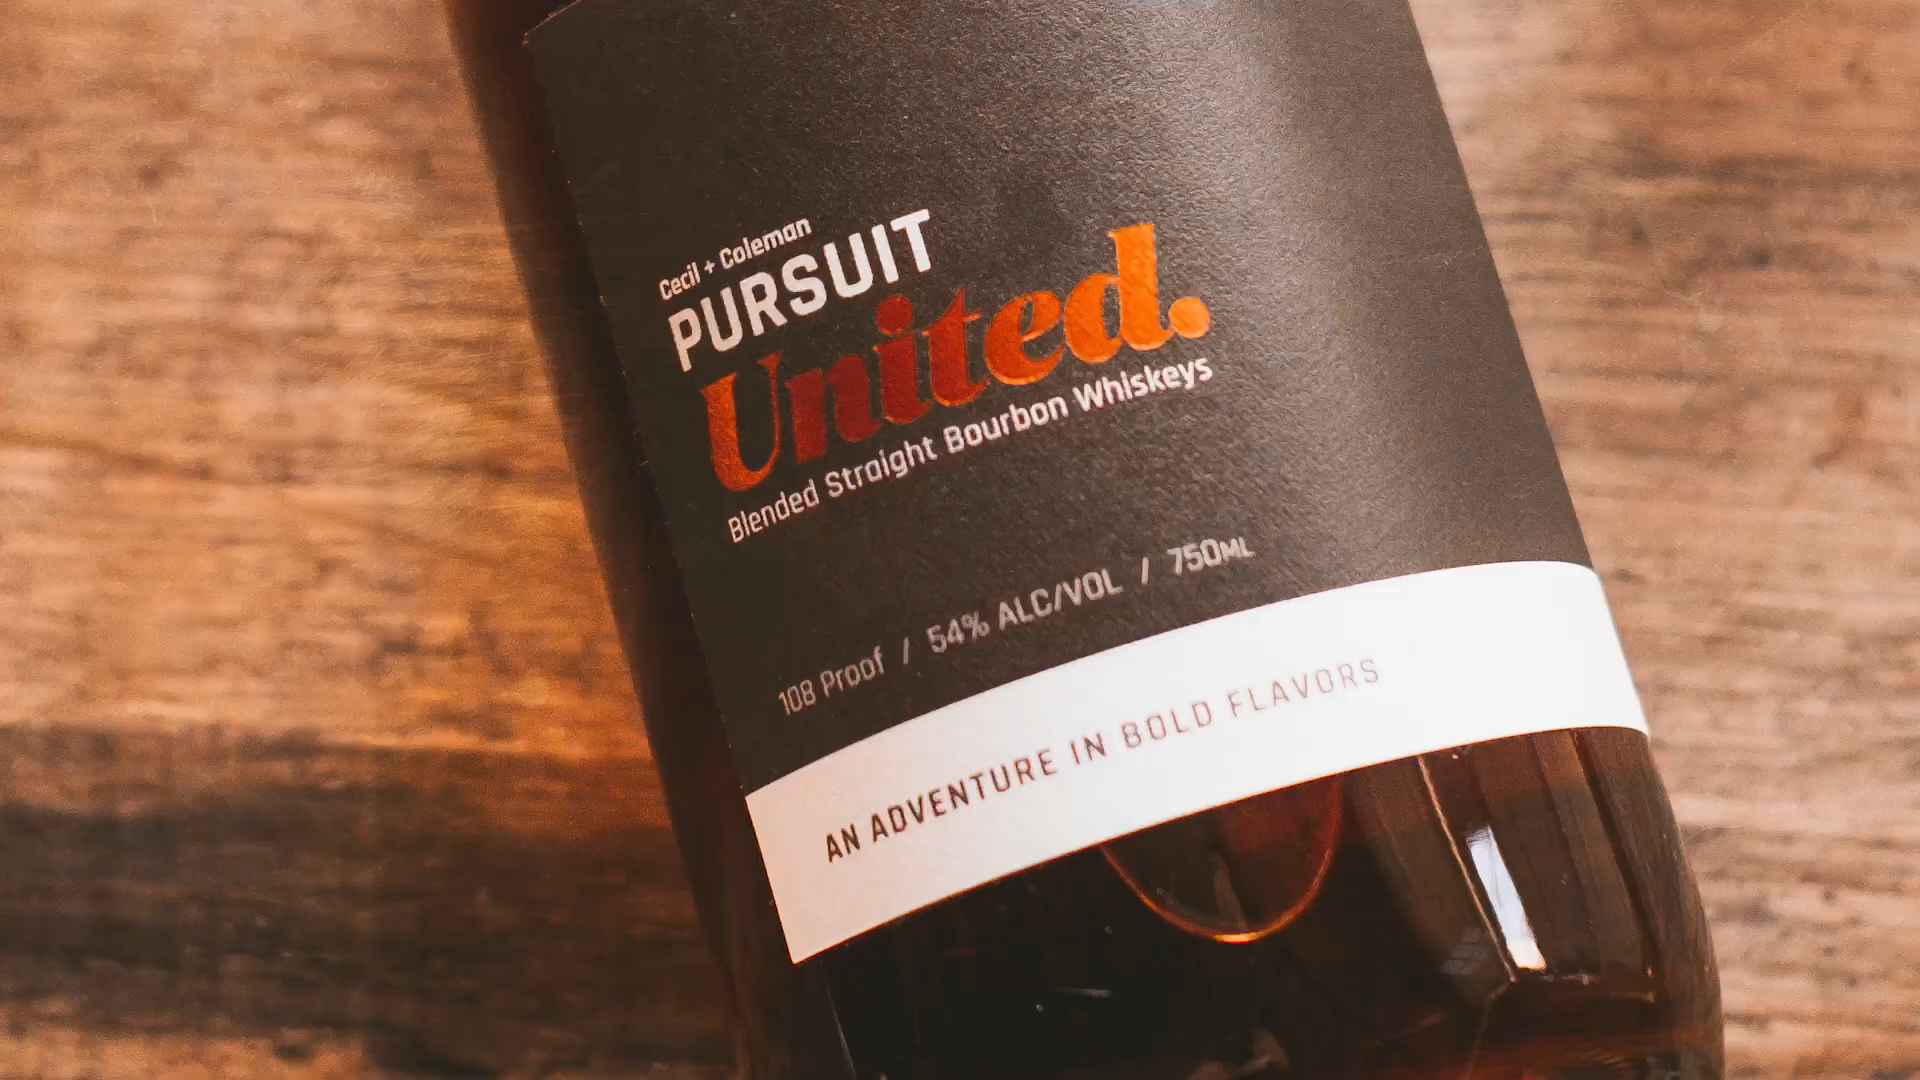 Cecil + Coleman
PURSUIT
United.
Blended Straight Bourbon Whiskeys
108 Proof / 54% ALC/VOL / 750ML
AN ADVENTURE IN BOLD FLAVORS